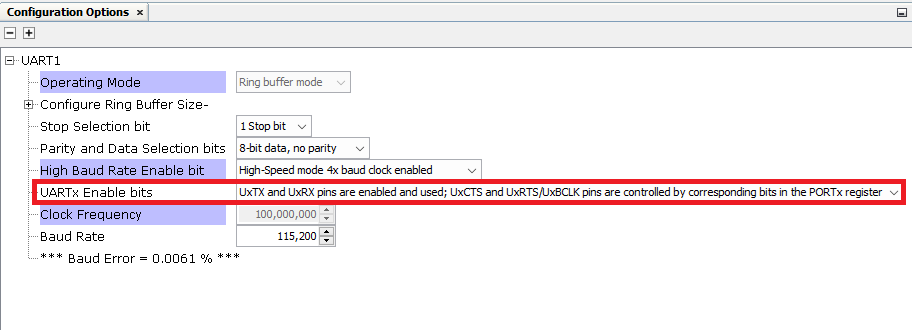 Configuration Options
UART1
Operating Mode Ring buffer mode
Configure Ring Buffer Size-
Stop Selection bit 1 Stop bit
Parity and Data Selection bits 8-bit data, no parity
High Baud Rate Enable bit High-Speed mode 4x baud clock enabled
UARTx Enable bits UxTX and UxRX pins are enabled and used; UxCTS and UxRTS/UxBCLK pins are controlled by corresponding bits in the PORTx register
Clock Frequency 100,000,000
Baud Rate 115,200
*** Baud Error = 0.0061 % ***